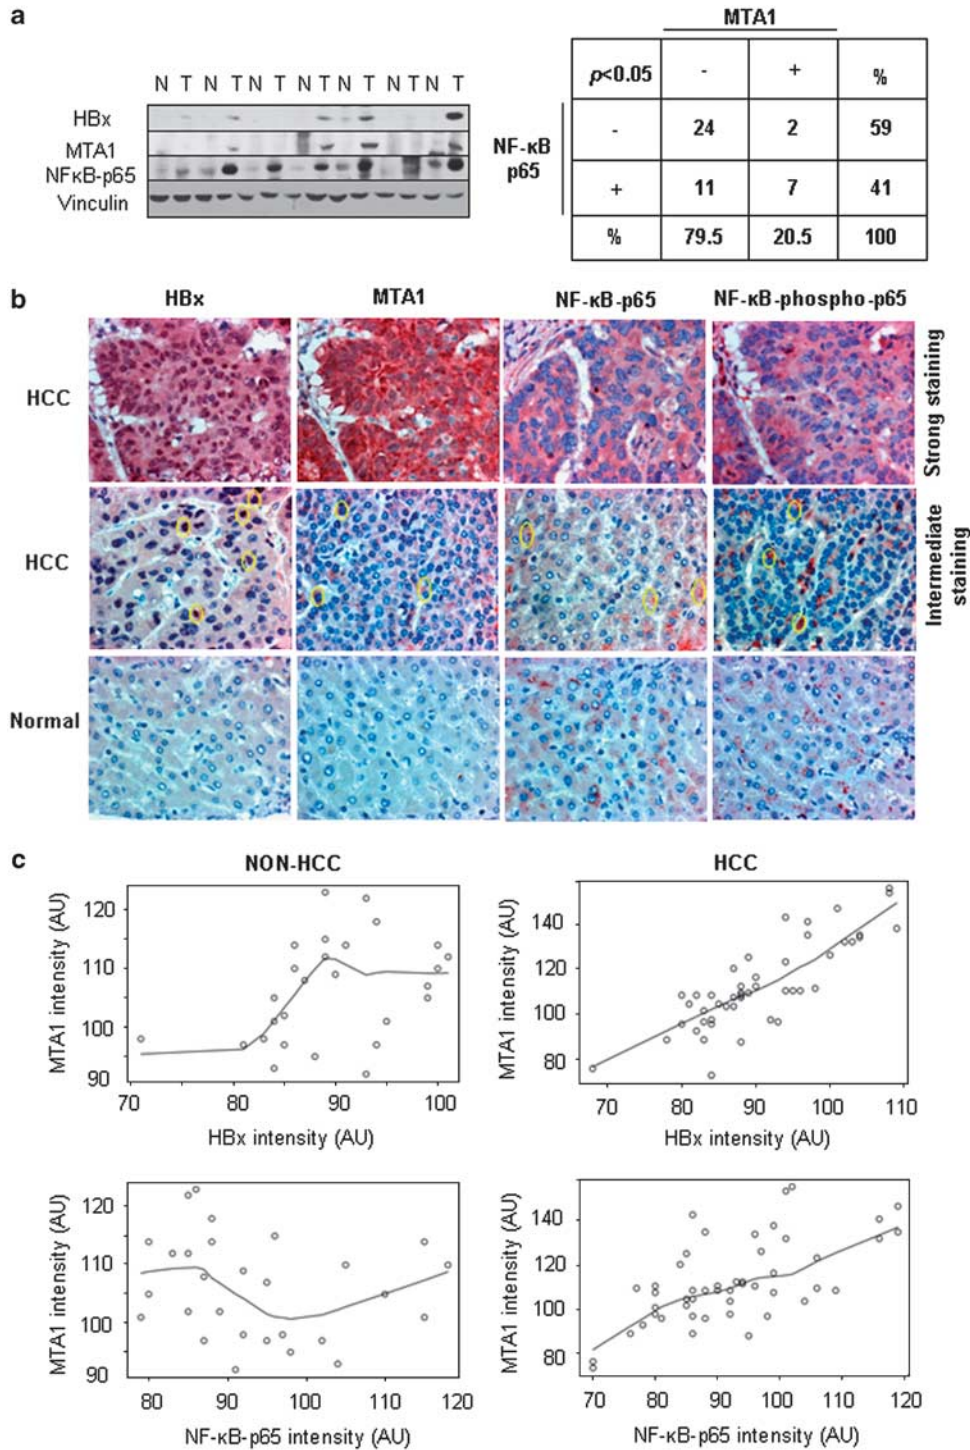 a
N T N T N T N T N T N T N T
HBx
MTA1
NFκB-p65
Vinculin
MTA1
p<0.05 - + %
NF-κB
p65
- 24 2 59
+ 11 7 41
% 79.5 20.5 100
b
HBx MTA1 NF-κB-p65 NF-κB-phospho-p65
HCC
Strong staining
HCC
Intermediate
staining
Normal
c
NON-HCC
MTA1 intensity (AU)
120
110
100
90
70 80 90 100
HBx intensity (AU)
HCC
MTA1 intensity (AU)
140
120
100
80
70 80 90 100 110
HBx intensity (AU)
MTA1 intensity (AU)
120
110
100
90
80 90 100 110 120
NF-κB-p65 intensity (AU)
MTA1 intensity (AU)
140
120
100
80
70 80 90 100 110 120
NF-κB-p65 intensity (AU)